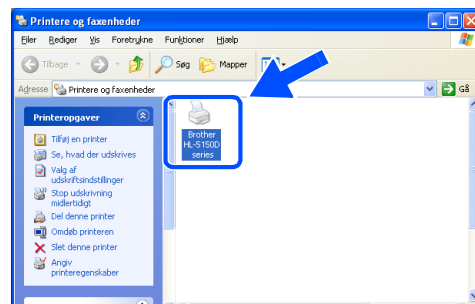 Printere og faxenheder
Filer Rediger Vis Foretrukne Funktioner Hjælp
Tilbage Søg Mapper
Adresse Printere og faxenheder Gå
Printeropgaver
Tilføj en printer
Se, hvad der udskrives
Valg af
udskriftsindstillinger
Stop udskrivning
midlertidigt
Del denne printer
Omdøb printeren
Slet denne printer
Angiv
printeregenskaber
Brother
HL-5150D
series